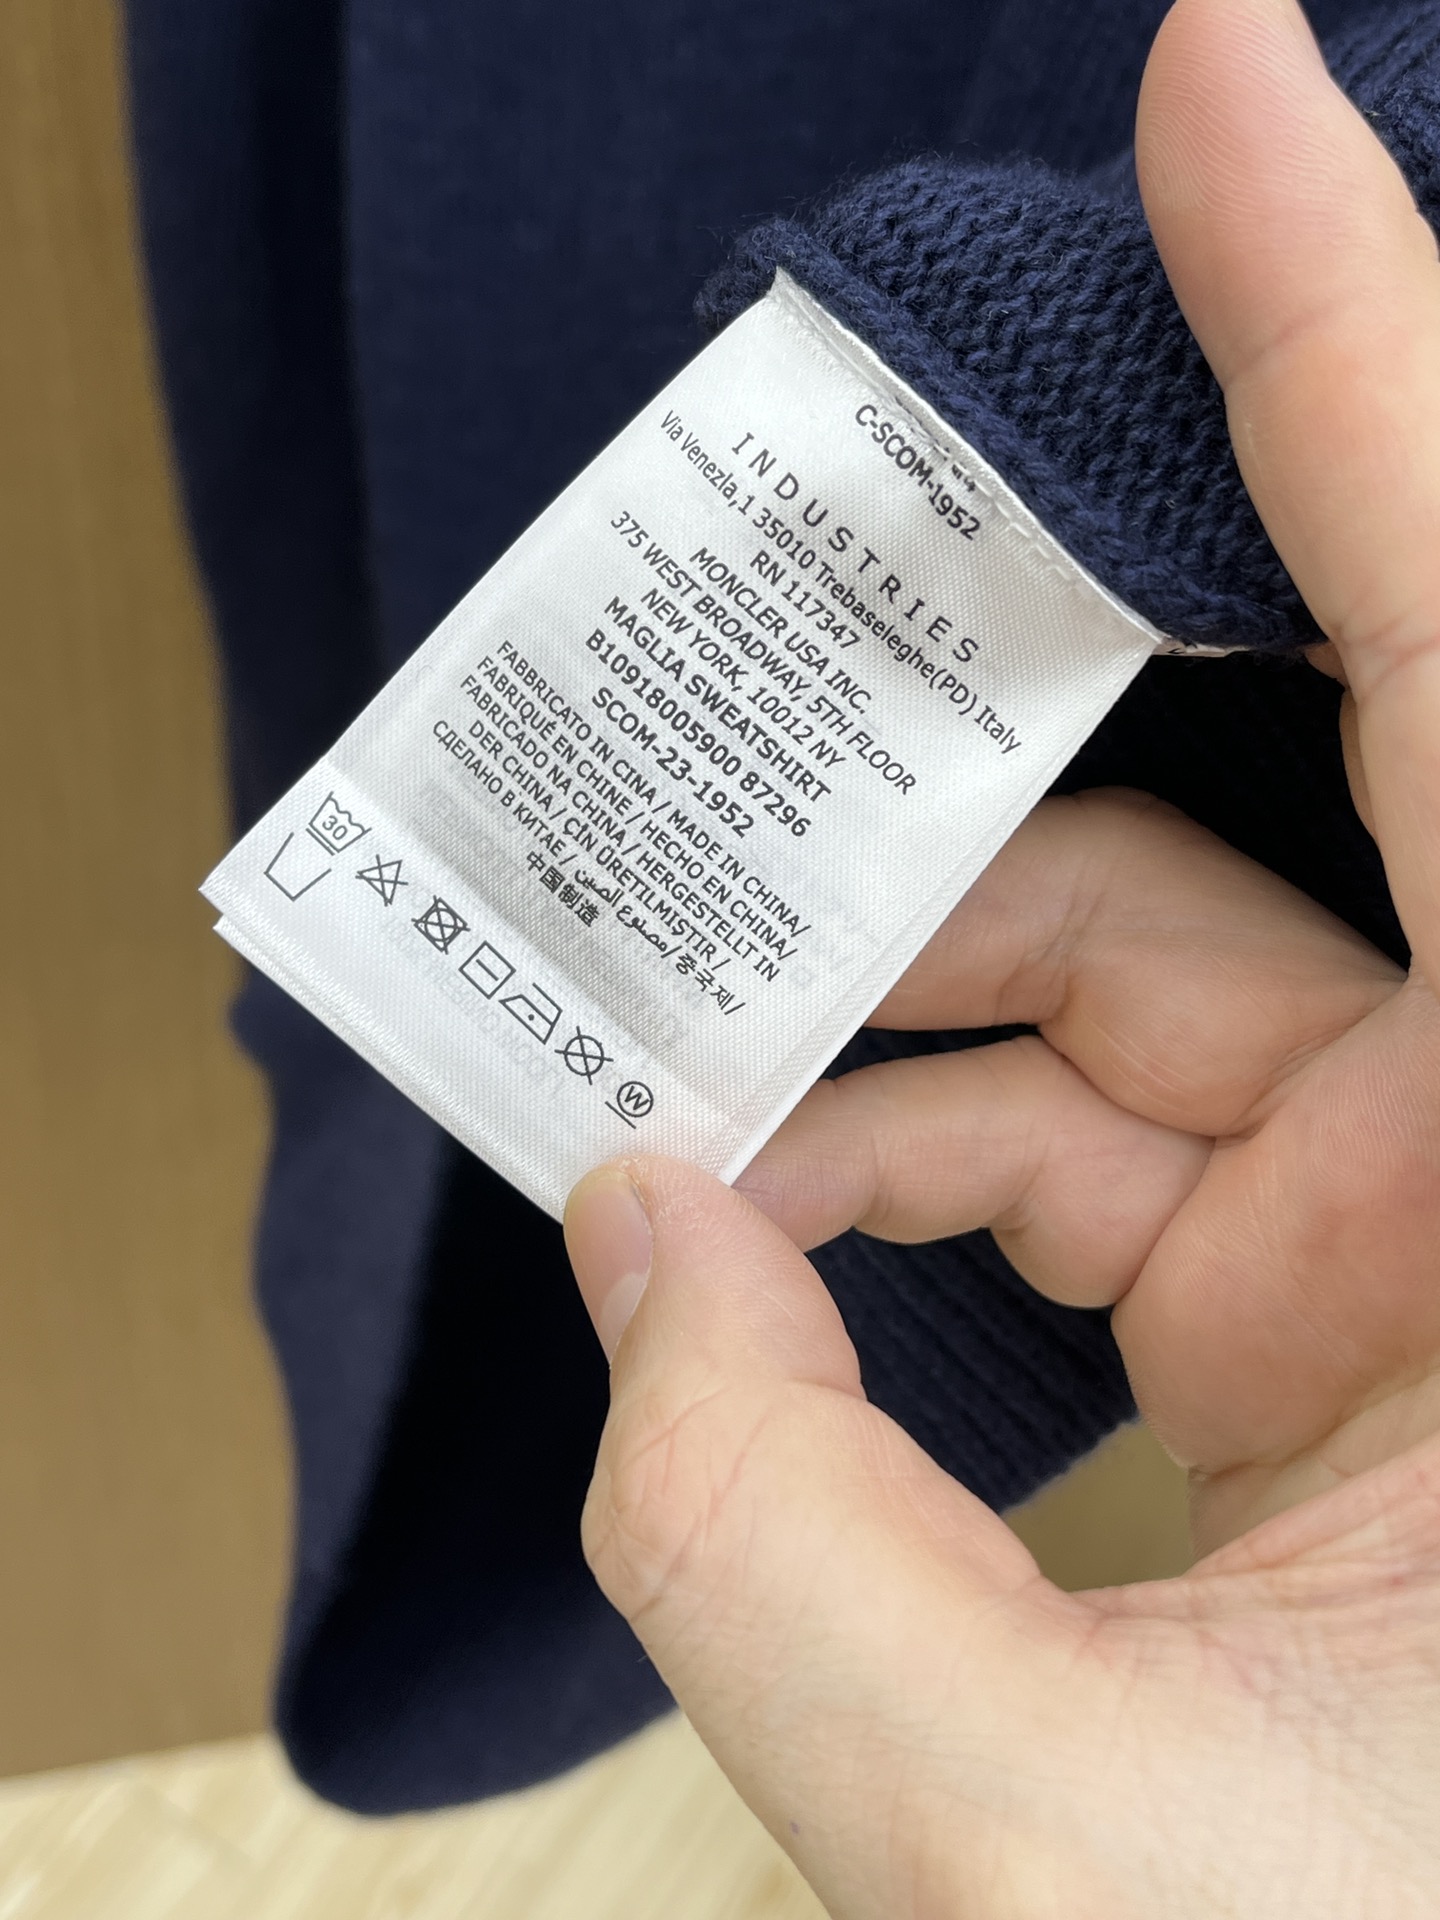 C-SCOM-1952
INDUSTRIES
Via Venezia,1 35010 Trebaseleghe(PD) Italy
RN 117347
MONCLER USA INC.
375 WEST BROADWAY, 5TH FLOOR
NEW YORK, 10012 NY
MAGLIA SWEATSHIRT
B10918005900 87296
SCOM-23-1952
FABBRICATO IN CINA / MADE IN CHINA/
FABRIQUÉ EN CHINE / HECHO EN CHINA/
FABRICADO NA CHINA / HERGESTELLT IN
DER CHINA / ÇİN ÜRETILMIŞTIR /
СДЕЛАНО В КИТАЕ / مصنوع الصين/ 중국제/
中国制造
30
W